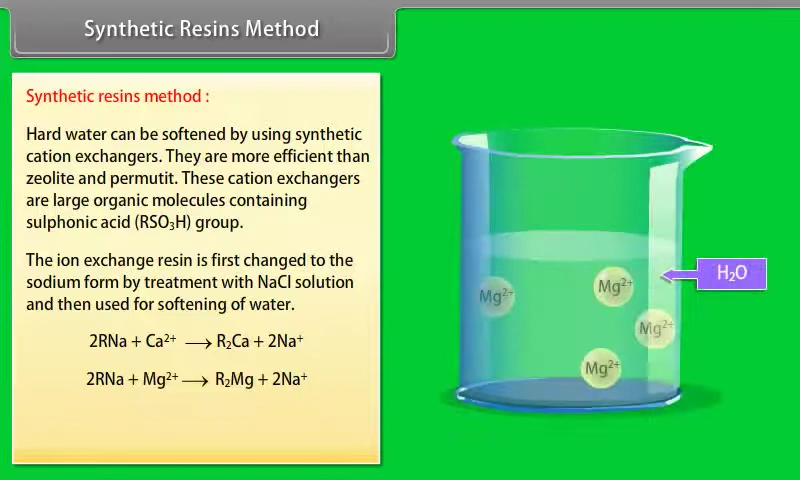 Synthetic Resins Method
Synthetic resins method :
Hard water can be softened by using synthetic
cation exchangers. They are more efficient than
zeolite and permutit. These cation exchangers
are large organic molecules containing
sulphonic acid (RSO₃H) group.
The ion exchange resin is first changed to the
sodium form by treatment with NaCl solution
and then used for softening of water.
2RNa + Ca²⁺ ⟶ R₂Ca + 2Na⁺
2RNa + Mg²⁺ ⟶ R₂Mg + 2Na⁺
H₂O
Mg²⁺
Mg²⁺
Mg²⁺
Mg²⁺